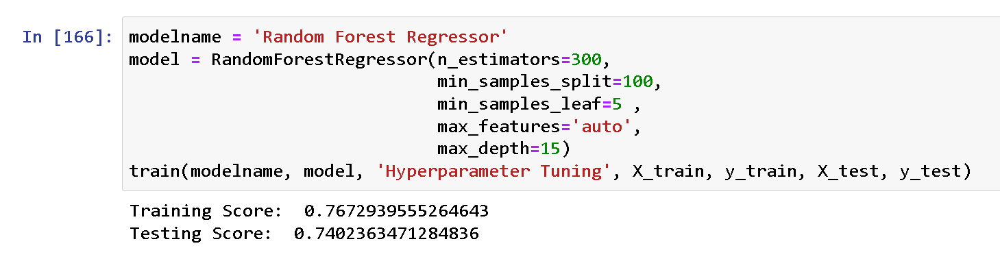 In [166]: modelname = 'Random Forest Regressor'
model = RandomForestRegressor(n_estimators=300,
min_samples_split=100,
min_samples_leaf=5 ,
max_features='auto',
max_depth=15)
train(modelname, model, 'Hyperparameter Tuning', X_train, y_train, X_test, y_test)
Training Score:  0.7672939555264643
Testing Score:  0.7402363471284836